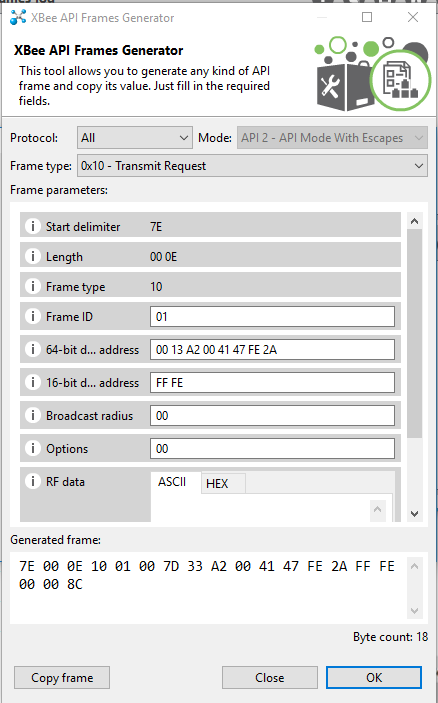 XBee API Frames Generator
XBee API Frames Generator
This tool allows you to generate any kind of API
frame and copy its value. Just fill in the required
fields.
Protocol: All Mode: API 2 - API Mode With Escapes
Frame type: 0x10 - Transmit Request
Frame parameters:
i Start delimiter 7E
i Length 00 0E
i Frame type 10
i Frame ID 01
i 64-bit d... address 00 13 A2 00 41 47 FE 2A
i 16-bit d... address FF FE
i Broadcast radius 00
i Options 00
i RF data ASCII HEX
Generated frame:
7E 00 0E 10 01 00 7D 33 A2 00 41 47 FE 2A FF FE
00 00 8C
Byte count: 18
Copy frame Close OK